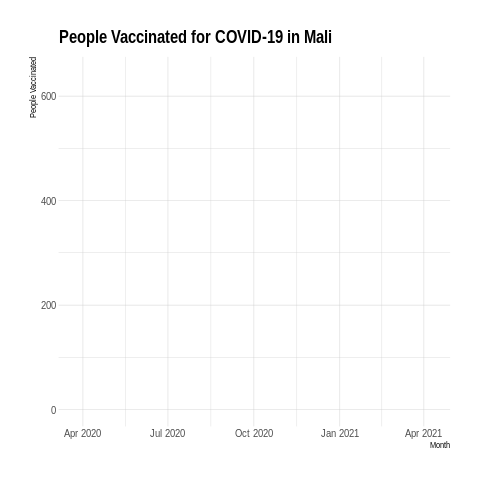 People Vaccinated for COVID-19 in Mali
People Vaccinated
600
400
200
0
Apr 2020 Jul 2020 Oct 2020 Jan 2021 Apr 2021
Month